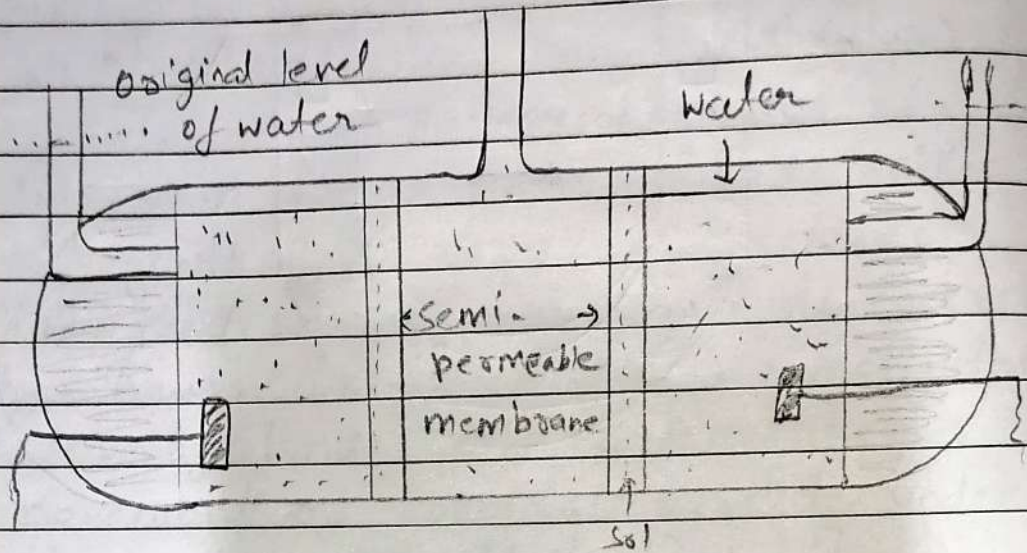 original level
of water
water
semi-
permeable
membrane
sol